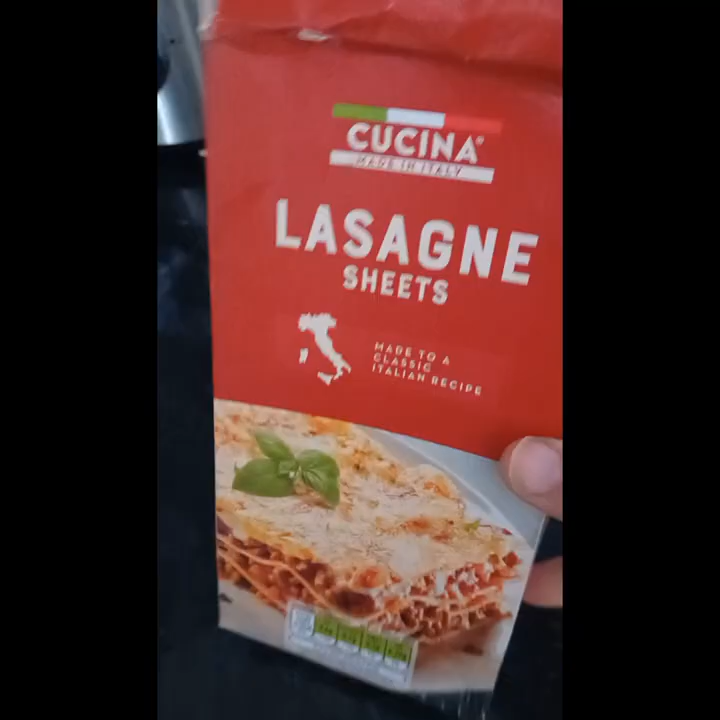 CUCINA
MADE IN ITALY
LASAGNE
SHEETS
MADE TO A
CLASSIC
ITALIAN RECIPE